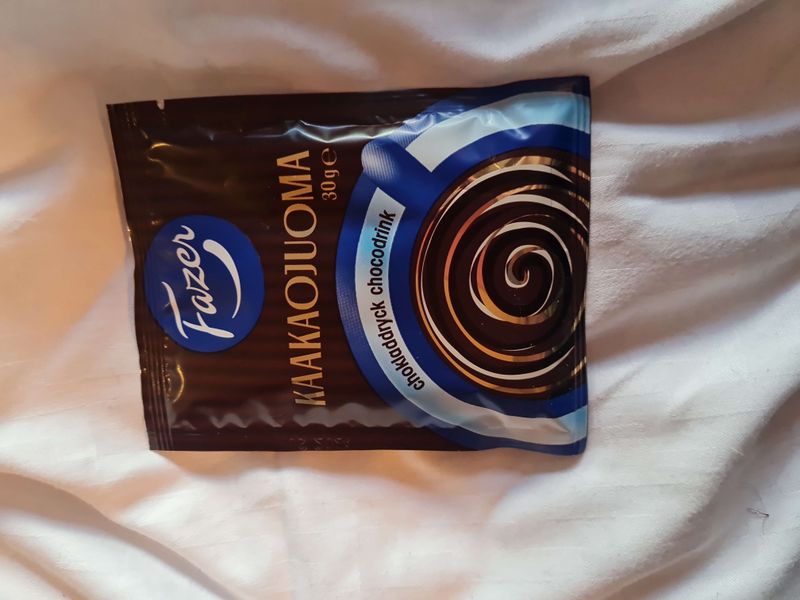 Fazer
KAAKAOJUOMA
30g ℮
chokladdryck chocodrink